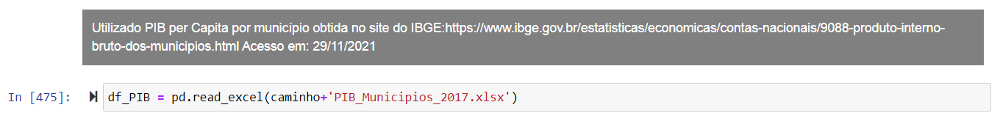 Utilizado PIB per Capita por município obtida no site do IBGE:https://www.ibge.gov.br/estatisticas/economicas/contas-nacionais/9088-produto-interno-
bruto-dos-municipios.html Acesso em: 29/11/2021
In [475]: df_PIB = pd.read_excel(caminho+'PIB_Municipios_2017.xlsx')